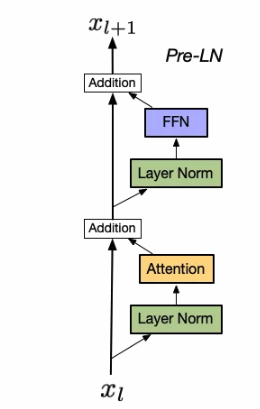 x_{l+1}
Pre-LN
Addition
FFN
Layer Norm
Addition
Attention
Layer Norm
x_l